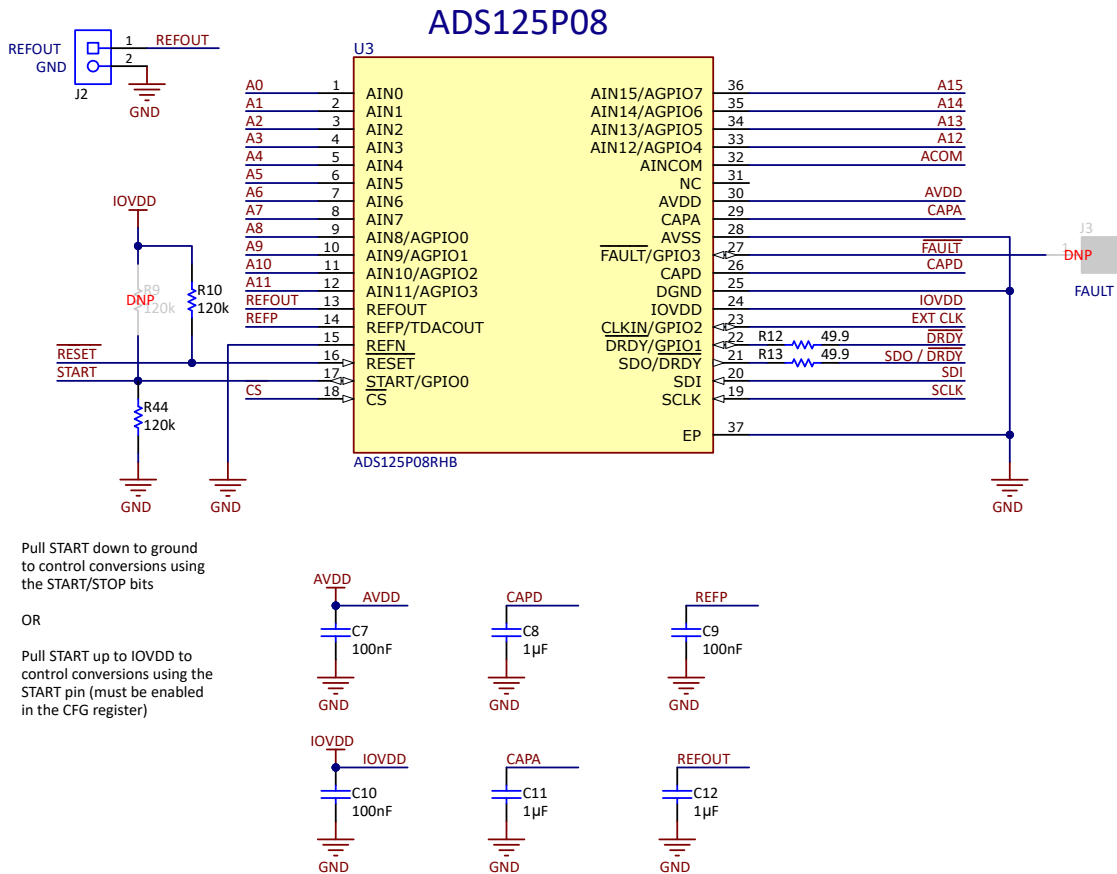 ADS125P08
REFOUT
GND
1
2
REFOUT
J2
GND
U3
A0 1 AIN0
A1 2 AIN1
A2 3 AIN2
A3 4 AIN3
A4 5 AIN4
A5 6 AIN5
A6 7 AIN6
A7 8 AIN7
A8 9 AIN8/AGPIO0
A9 10 AIN9/AGPIO1
A10 11 AIN10/AGPIO2
A11 12 AIN11/AGPIO3
REFOUT 13 REFOUT
REFP 14 REFP/TDACOUT
15 REFN
RESET 16 RESET
START 17 START/GPIO0
CS 18 CS
AIN15/AGPIO7 36 A15
AIN14/AGPIO6 35 A14
AIN13/AGPIO5 34 A13
AIN12/AGPIO4 33 A12
AINCOM 32 ACOM
NC 31
AVDD 30 AVDD
CAPA 29 CAPA
AVSS 28
FAULT/GPIO3 27 FAULT
CAPD 26 CAPD
DGND 25
IOVDD 24 IOVDD
CLKIN/GPIO2 23 EXT CLK
DRDY/GPIO1 22 R12 49.9 DRDY
SDO/DRDY 21 R13 49.9 SDO / DRDY
SDI 20 SDI
SCLK 19 SCLK
EP 37
ADS125P08RHB
J3
1
DNP
FAULT
GND
IOVDD
R9
DNP
120k
R10
120k
R44
120k
GND
GND
Pull START down to ground
to control conversions using
the START/STOP bits
OR
Pull START up to IOVDD to
control conversions using the
START pin (must be enabled
in the CFG register)
AVDD
AVDD
C7
100nF
GND
CAPD
C8
1µF
GND
REFP
C9
100nF
GND
IOVDD
IOVDD
C10
100nF
GND
CAPA
C11
1µF
GND
REFOUT
C12
1µF
GND